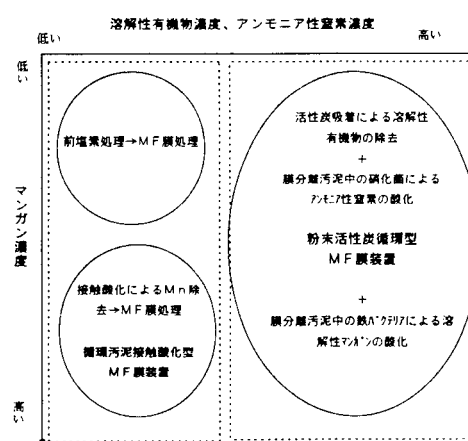 溶解性有機物濃度、アンモニア性窒素濃度
低い
高い
低い
マンガン濃度
高い
前塩素処理→MF膜処理
接触酸化によるMn除
去→MF膜処理
循環汚泥接触酸化型
MF膜装置
活性炭吸着による溶解性
有機物の除去
+
膜分離汚泥中の硝化菌による
アンモニア性窒素の酸化
粉末活性炭循環型
MF膜装置
+
膜分離汚泥中の鉄バクテリアによる溶
解性マンガンの酸化